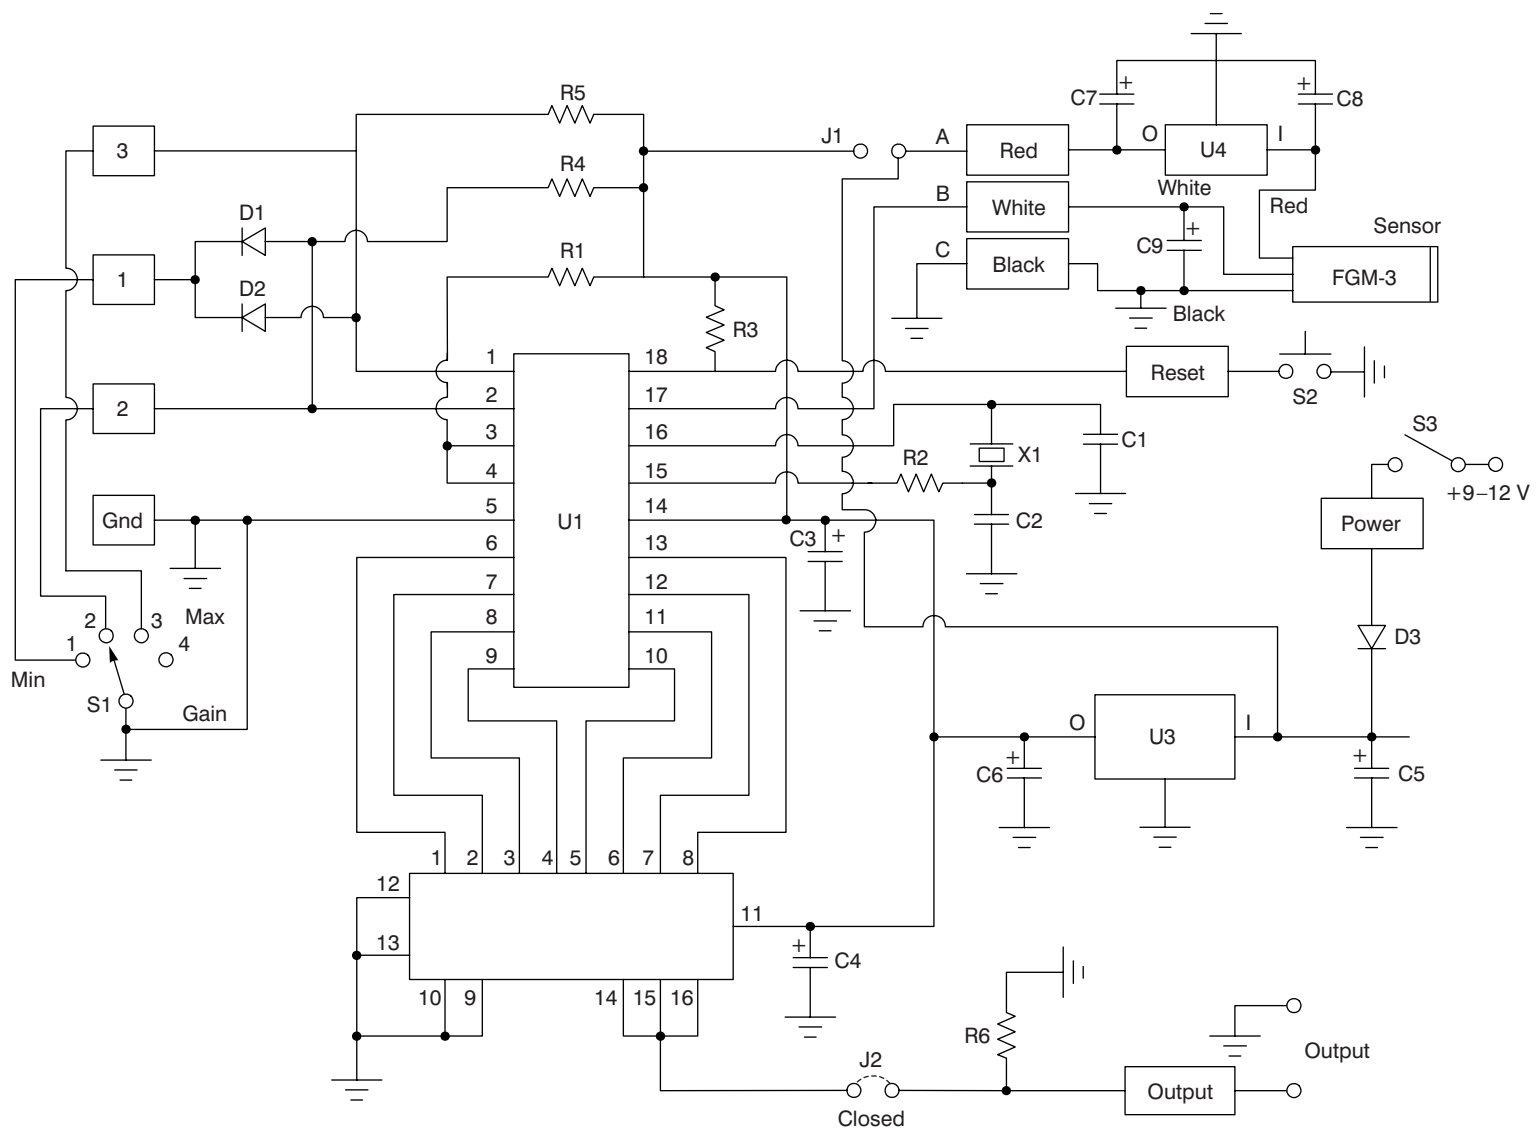 R5
C7
+
+
C8
J1
A
Red
O
U4
I
3
R4
White
B
White
Red
D1
Sensor
C9
+
R1
C
Black
FGM-3
1
D2
Black
R3
1
18
Reset
S2
2
2
17
S3
3
16
X1
C1
4
15
R2
+9–12 V
Gnd
5
U1
14
C3
+
C2
Power
6
13
7
12
Max
2
3
8
11
1
4
D3
Min
9
10
S1
Gain
O
U3
I
+
C6
+
C5
1
2
3
4
5
6
7
8
12
11
13
+
C4
10
9
14
15
16
R6
J2
Output
Closed
Output